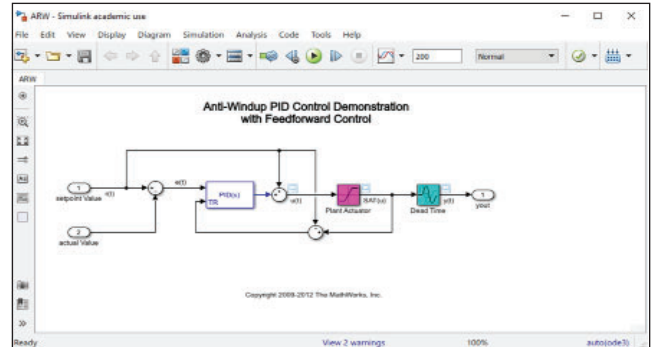 ARW - Simulink academic use
File Edit View Display Diagram Simulation Analysis Code Tools Help
200
Normal
ARW
Anti-Windup PID Control Demonstration
with Feedforward Control
1
setpoint Value
r(t)
e(t)
PID(s)
TR
u(t)
Plant Actuator
SAT(u)
Dead Time
y(t)
1
yout
2
actual Value
Copyright 2009-2012 The MathWorks, Inc.
Ready
View 2 warnings
100%
auto(ode3)